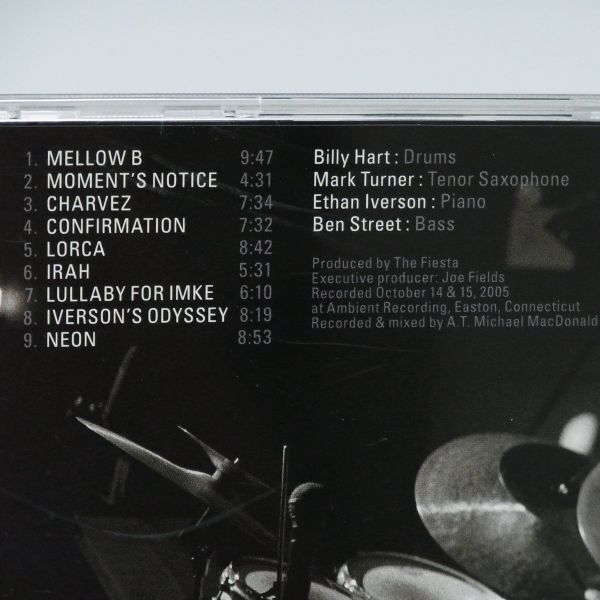 1. MELLOW B 9:47
2. MOMENT'S NOTICE 4:31
3. CHARVEZ 7:34
4. CONFIRMATION 7:32
5. LORCA 8:42
6. IRAH 5:31
7. LULLABY FOR IMKE 6:10
8. IVERSON'S ODYSSEY 8:19
9. NEON 8:53
Billy Hart : Drums
Mark Turner : Tenor Saxophone
Ethan Iverson : Piano
Ben Street : Bass
Produced by The Fiesta
Executive producer: Joe Fields
Recorded October 14 & 15, 2005
at Ambient Recording, Easton, Connecticut
Recorded & mixed by A.T. Michael MacDonald